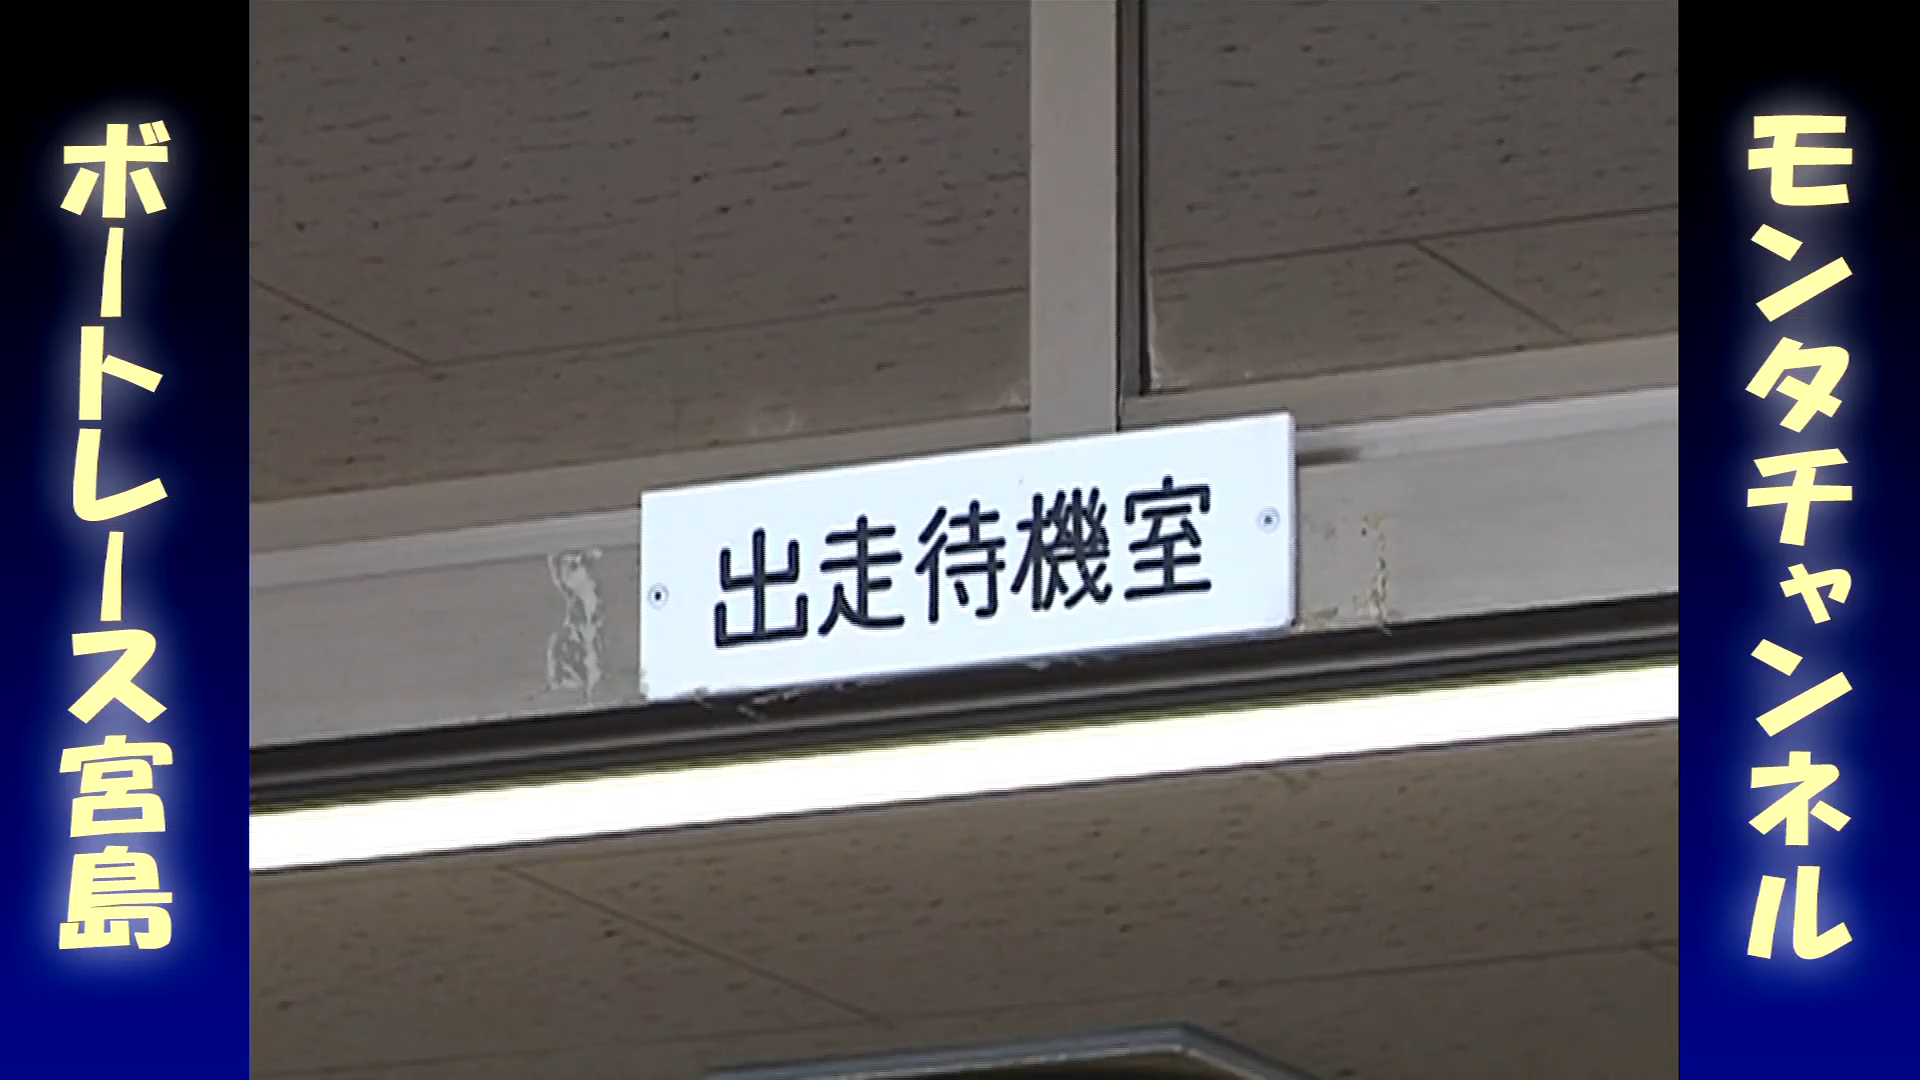 ボートレース宮島
出走待機室
モンタチャンネル